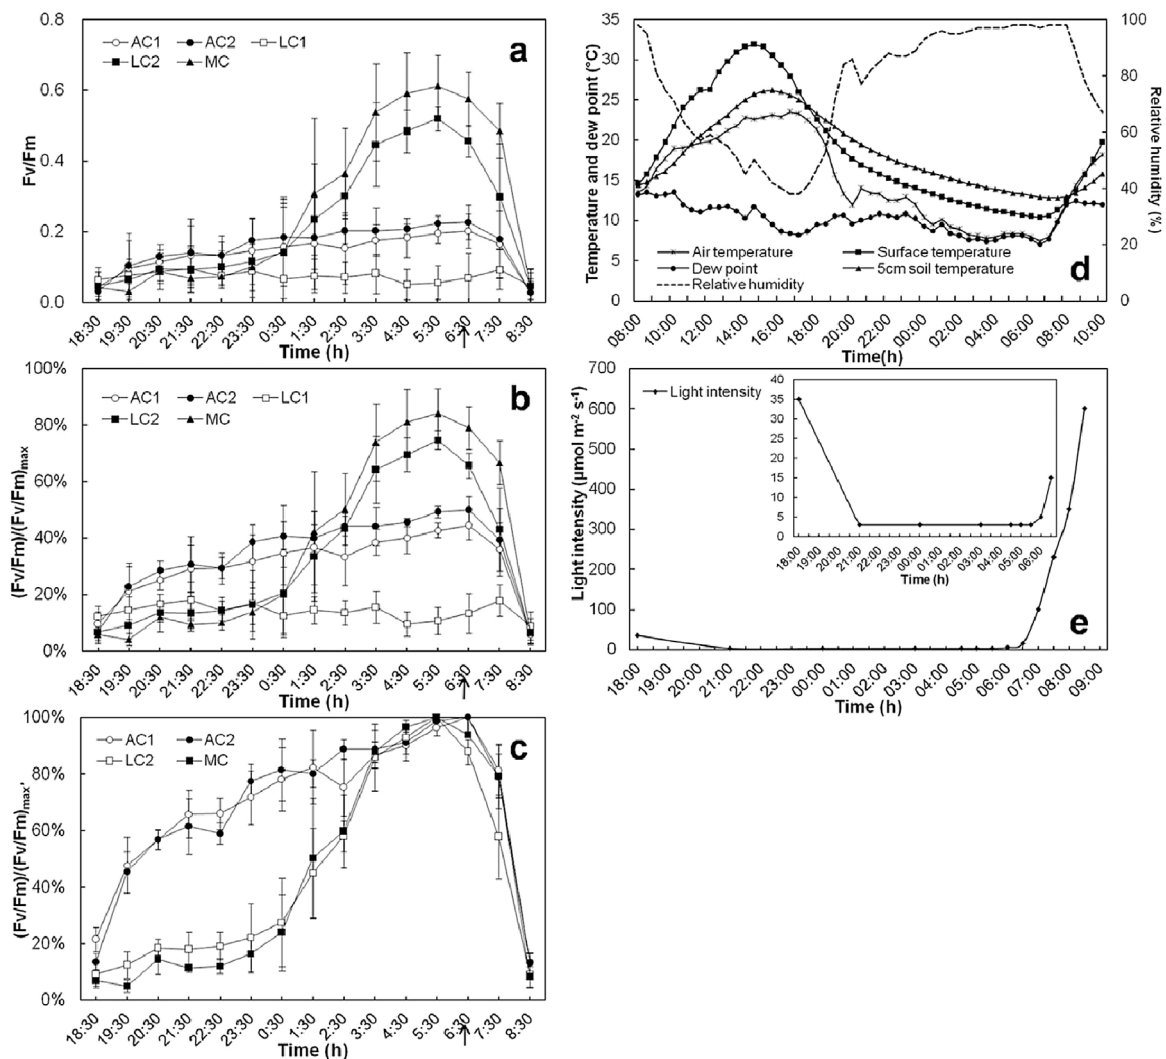 a
Fv/Fm
0.8
0.6
0.4
0.2
0.0
AC1 AC2 LC1
LC2 MC
18:30 19:30 20:30 21:30 22:30 23:30 0:30 1:30 2:30 3:30 4:30 5:30 6:30 7:30 8:30
Time (h)
d
Temperature and dew point (°C)
35
30
25
20
15
10
5
0
Relative humidity (%)
100
80
60
40
20
0
Air temperature Surface temperature
Dew point 5cm soil temperature
Relative humidity
08:00 10:00 12:00 14:00 16:00 18:00 20:00 22:00 00:00 02:00 04:00 06:00 08:00 10:00
Time(h)
b
(Fv/Fm)/(Fv/Fm)max
100%
80%
60%
40%
20%
0%
AC1 AC2 LC1
LC2 MC
18:30 19:30 20:30 21:30 22:30 23:30 0:30 1:30 2:30 3:30 4:30 5:30 6:30 7:30 8:30
Time (h)
e
Light intensity (μmol m-2 s-1)
700
600
500
400
300
200
100
0
Light intensity
40
35
30
25
20
15
10
5
0
18:00 19:00 20:00 21:00 22:00 23:00 00:00 01:00 02:00 03:00 04:00 05:00 06:00
Time (h)
18:00 19:00 20:00 21:00 22:00 23:00 00:00 01:00 02:00 03:00 04:00 05:00 06:00 07:00 08:00 09:00
Time (h)
c
(Fv/Fm)/(Fv/Fm)max'
100%
80%
60%
40%
20%
0%
AC1 AC2
LC2 MC
18:30 19:30 20:30 21:30 22:30 23:30 0:30 1:30 2:30 3:30 4:30 5:30 6:30 7:30 8:30
Time (h)